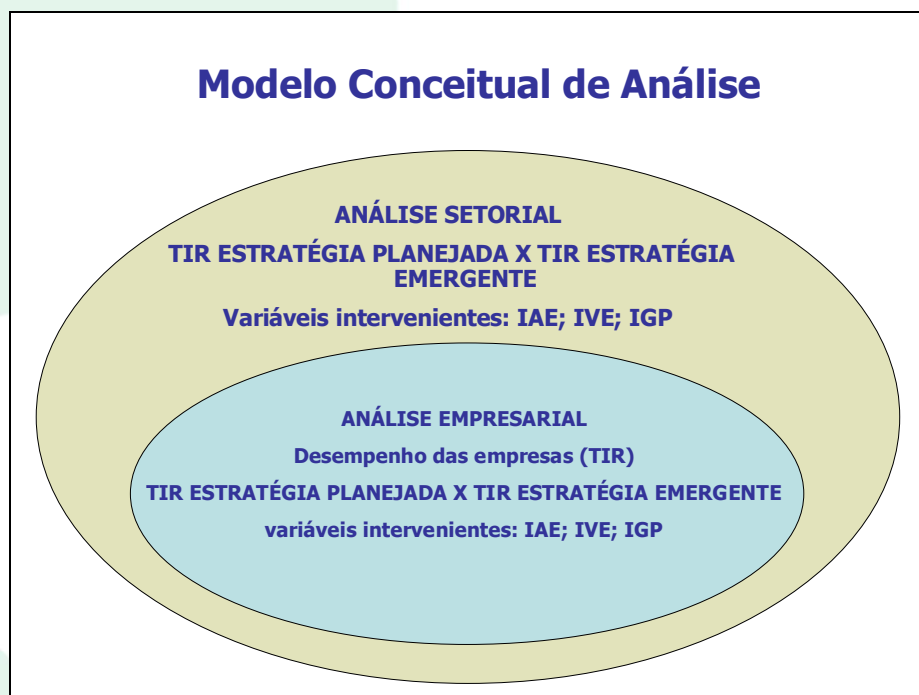 Modelo Conceitual de Análise
ANÁLISE SETORIAL
TIR ESTRATÉGIA PLANEJADA X TIR ESTRATÉGIA
EMERGENTE
Variáveis intervenientes: IAE; IVE; IGP
ANÁLISE EMPRESARIAL
Desempenho das empresas (TIR)
TIR ESTRATÉGIA PLANEJADA X TIR ESTRATÉGIA EMERGENTE
variáveis intervenientes: IAE; IVE; IGP